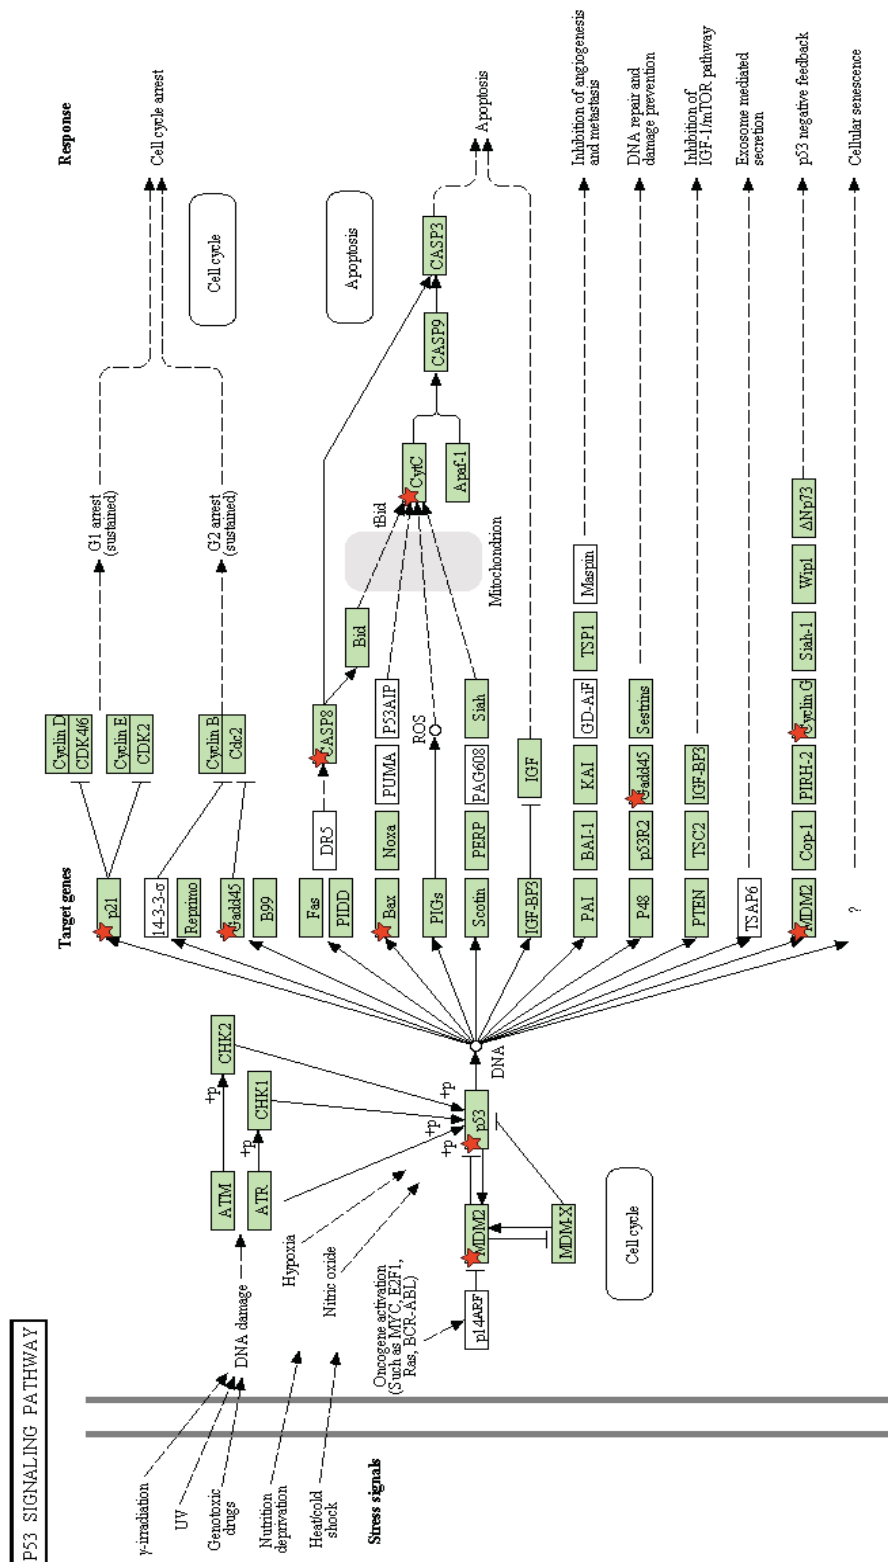 P53 SIGNALING PATHWAY
Stress signals
Target genes
Response
γ-irradiation
UV
Genotoxic
drugs
Nutrition
deprivation
Heat/cold
shock
DNA damage
Hypoxia
Nitric oxide
Oncogene activation
(Such as MYC, E2F1,
Ras, BCR-ABL)
p14ARF
ATM
ATR
+p
+p
CHK2
CHK1
MDM2
MDM-X
Cell cycle
+p
+p
+p
p53
DNA
p21
Cyclin D
CDK4/6
Cyclin E
CDK2
G1 arrest
(sustained)
14-3-3-σ
Reprimo
Gadd45
B99
Cyclin B
Cdc2
G2 arrest
(sustained)
Cell cycle arrest
Cell cycle
Fas
PIDD
DR5
CASP8
Bid
tBid
Mitochondrion
CytC
Apaf-1
CASP9
CASP3
Apoptosis
Apoptosis
Bax
Noxa
PUMA
P53AIP
PIGs
ROS
Scotin
PERP
PAG608
Siah
IGF-BP3
IGF
PAI
BAI-1
KAI
GD-AiF
TSP1
Maspin
Inhibition of angiogenesis
and metastasis
P48
p53R2
Gadd45
Sestrins
DNA repair and
damage prevention
PTEN
TSC2
IGF-BP3
Inhibition of
IGF-1/mTOR pathway
TSAP6
Exosome mediated
secretion
MDM2
Cop-1
PIRH-2
Cyclin G
Siah-1
Wip1
ΔNp73
p53 negative feedback
?
Cellular senescence